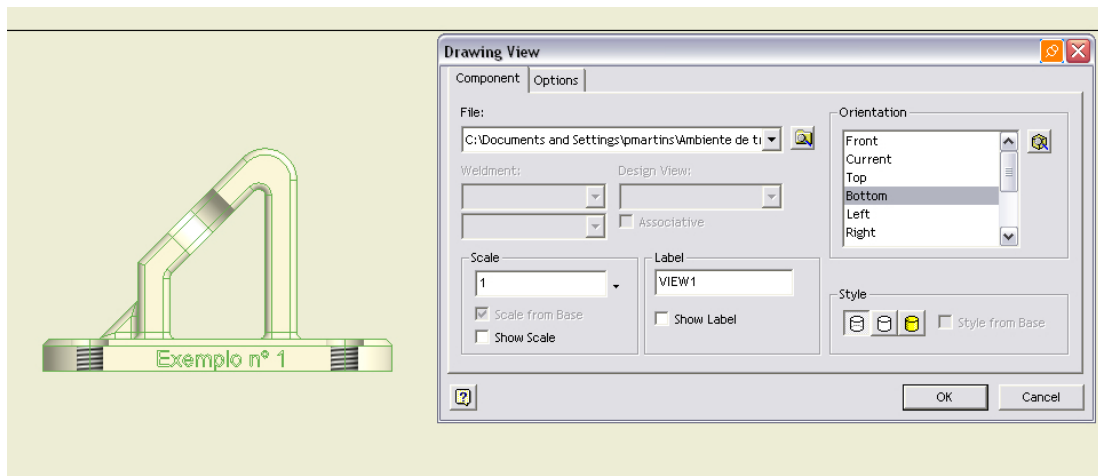 Drawing View
Component
Options
File:
C:\Documents and Settings\pmartins\Ambiente de tr
Weldment:
Design View:
Associative
Orientation
Front
Current
Top
Bottom
Left
Right
Scale
1
Scale from Base
Show Scale
Label
VIEW1
Show Label
Style
Style from Base
OK
Cancel
Exemplo nº 1